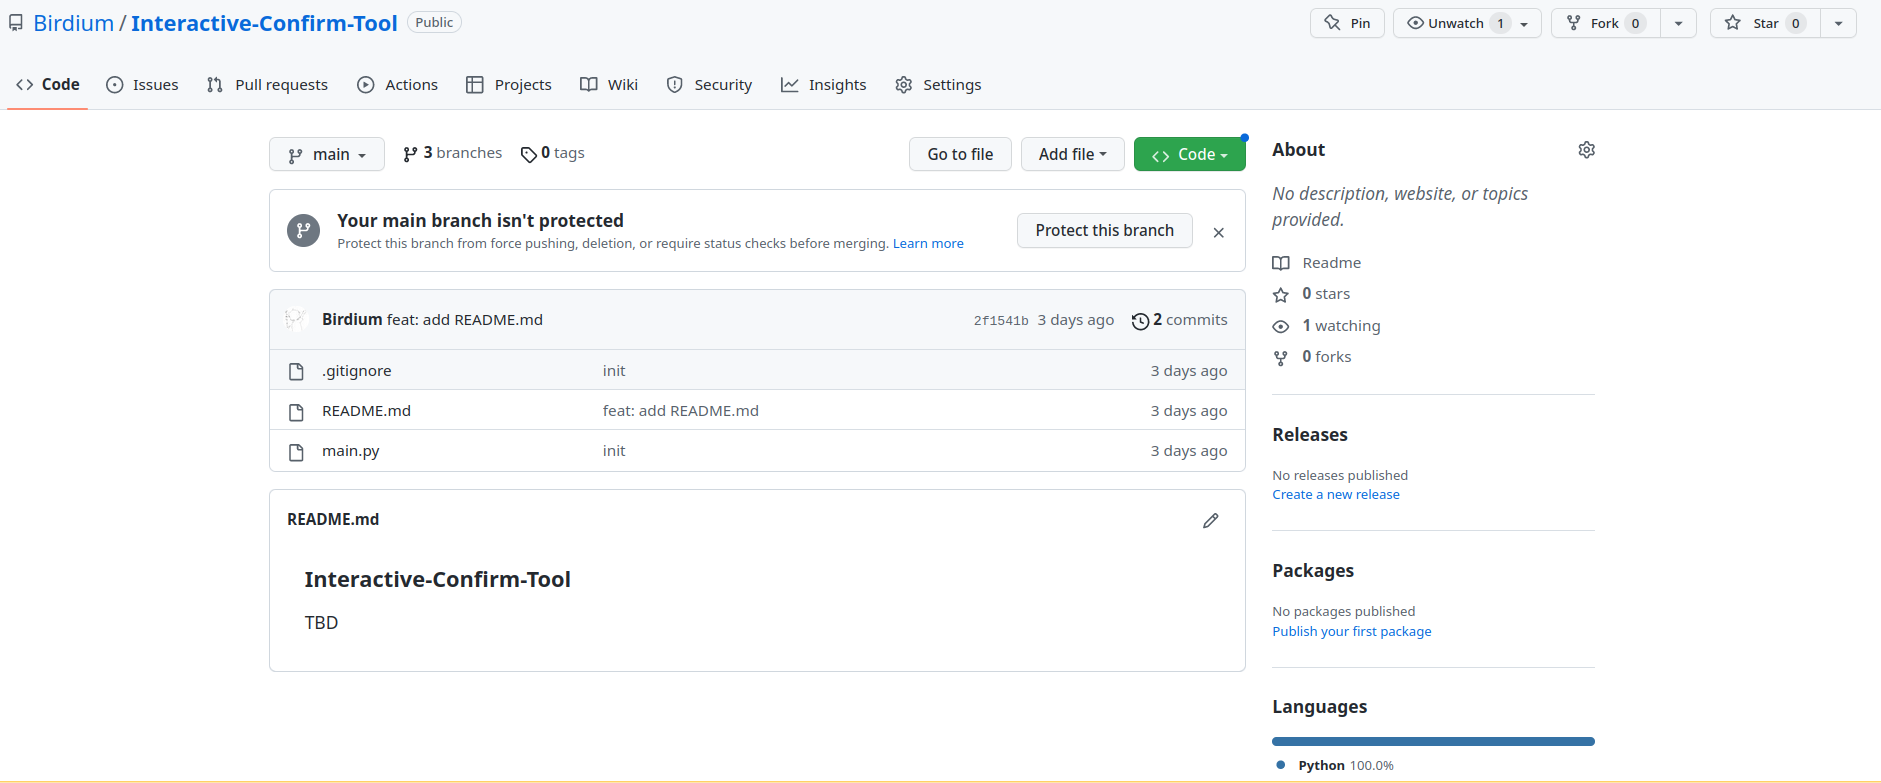 Birdium / Interactive-Confirm-Tool Public Pin Unwatch 1 Fork 0 Star 0
Code Issues Pull requests Actions Projects Wiki Security Insights Settings
main 3 branches 0 tags Go to file Add file Code
Your main branch isn't protected
Protect this branch from force pushing, deletion, or require status checks before merging. Learn more
Protect this branch
Birdium feat: add README.md 2f1541b 3 days ago 2 commits
.gitignore init 3 days ago
README.md feat: add README.md 3 days ago
main.py init 3 days ago
README.md
Interactive-Confirm-Tool
TBD
About
No description, website, or topics
provided.
Readme
0 stars
1 watching
0 forks
Releases
No releases published
Create a new release
Packages
No packages published
Publish your first package
Languages
Python 100.0%